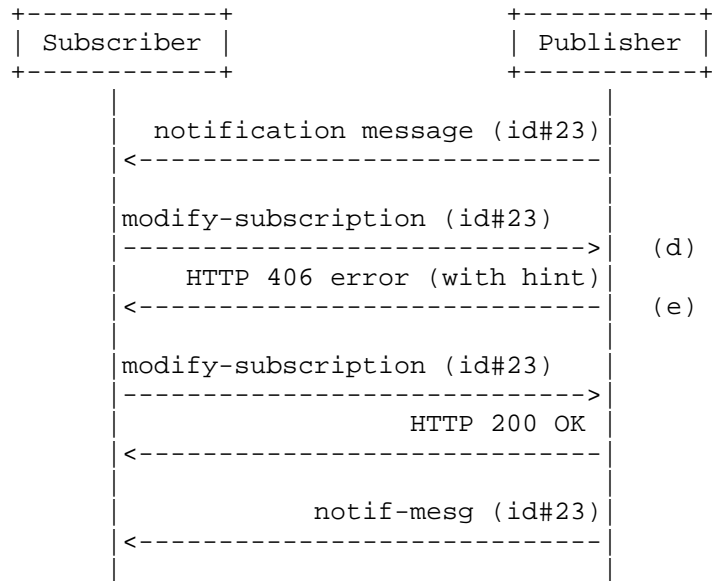 Subscriber Publisher
notification message (id#23)
modify-subscription (id#23)
(d)
HTTP 406 error (with hint)
(e)
modify-subscription (id#23)
HTTP 200 OK
notif-mesg (id#23)